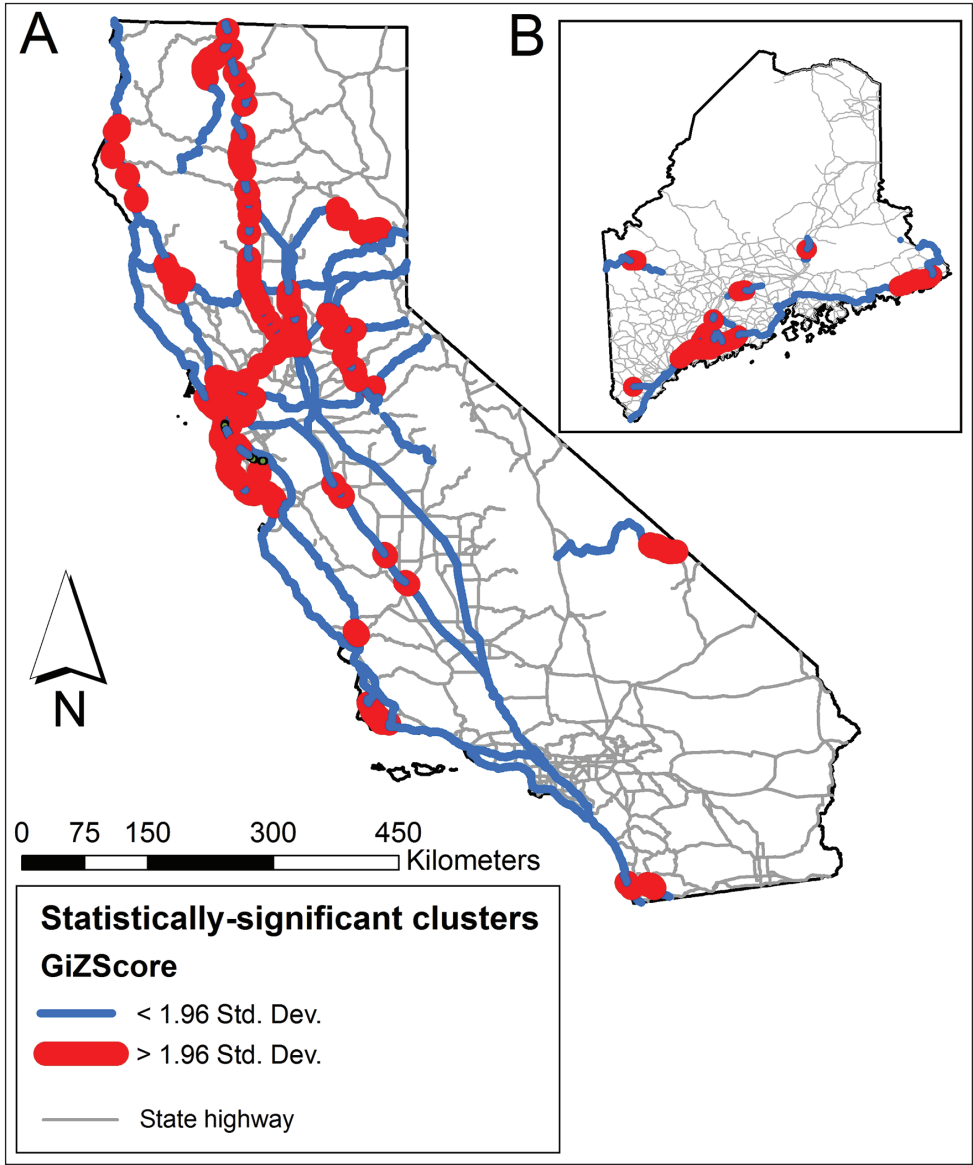 A
B
N
0 75 150 300 450
Kilometers
Statistically-significant clusters
GiZScore
< 1.96 Std. Dev.
> 1.96 Std. Dev.
State highway